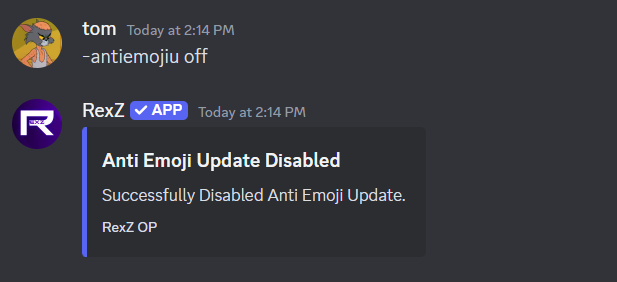 tom Today at 2:14 PM
-antiemojiu off
RexZ APP Today at 2:14 PM
Anti Emoji Update Disabled
Successfully Disabled Anti Emoji Update.
RexZ OP